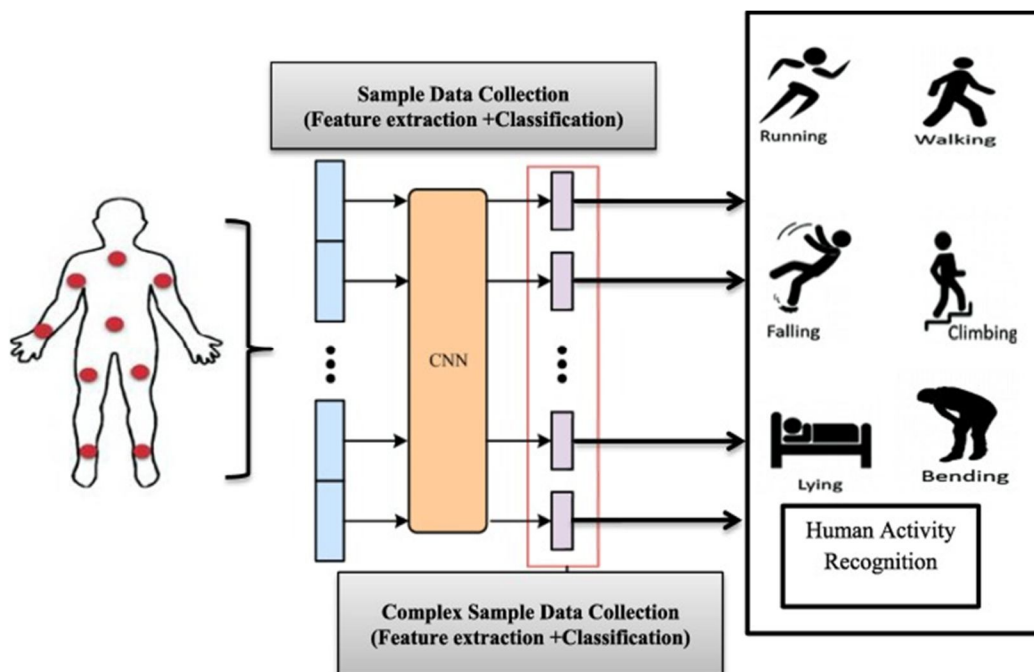 Sample Data Collection
(Feature extraction +Classification)
CNN
Complex Sample Data Collection
(Feature extraction +Classification)
Running
Walking
Falling
Climbing
Lying
Bending
Human Activity
Recognition